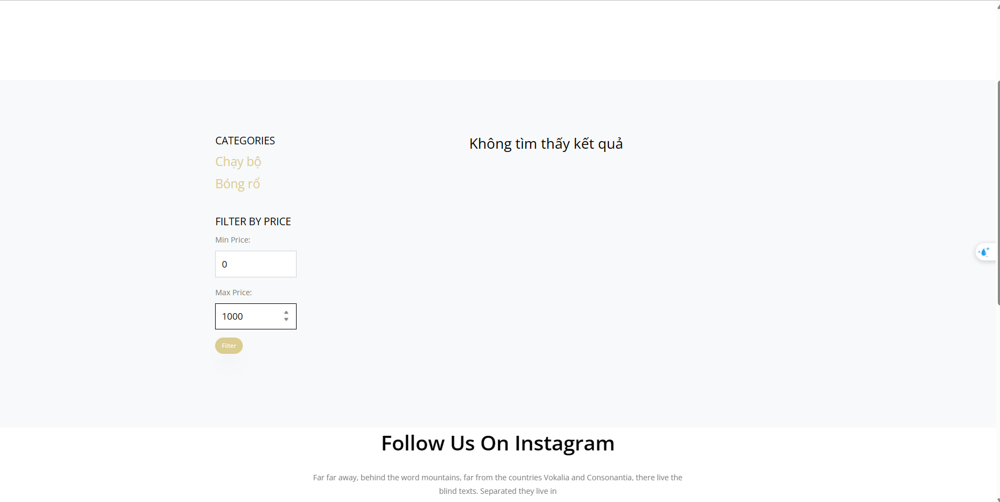 CATEGORIES
Chạy bộ
Bóng rổ
FILTER BY PRICE
Min Price:
0
Max Price:
1000
Filter
Không tìm thấy kết quả
Follow Us On Instagram
Far far away, behind the word mountains, far from the countries Vokalia and Consonantia, there live the
blind texts. Separated they live in